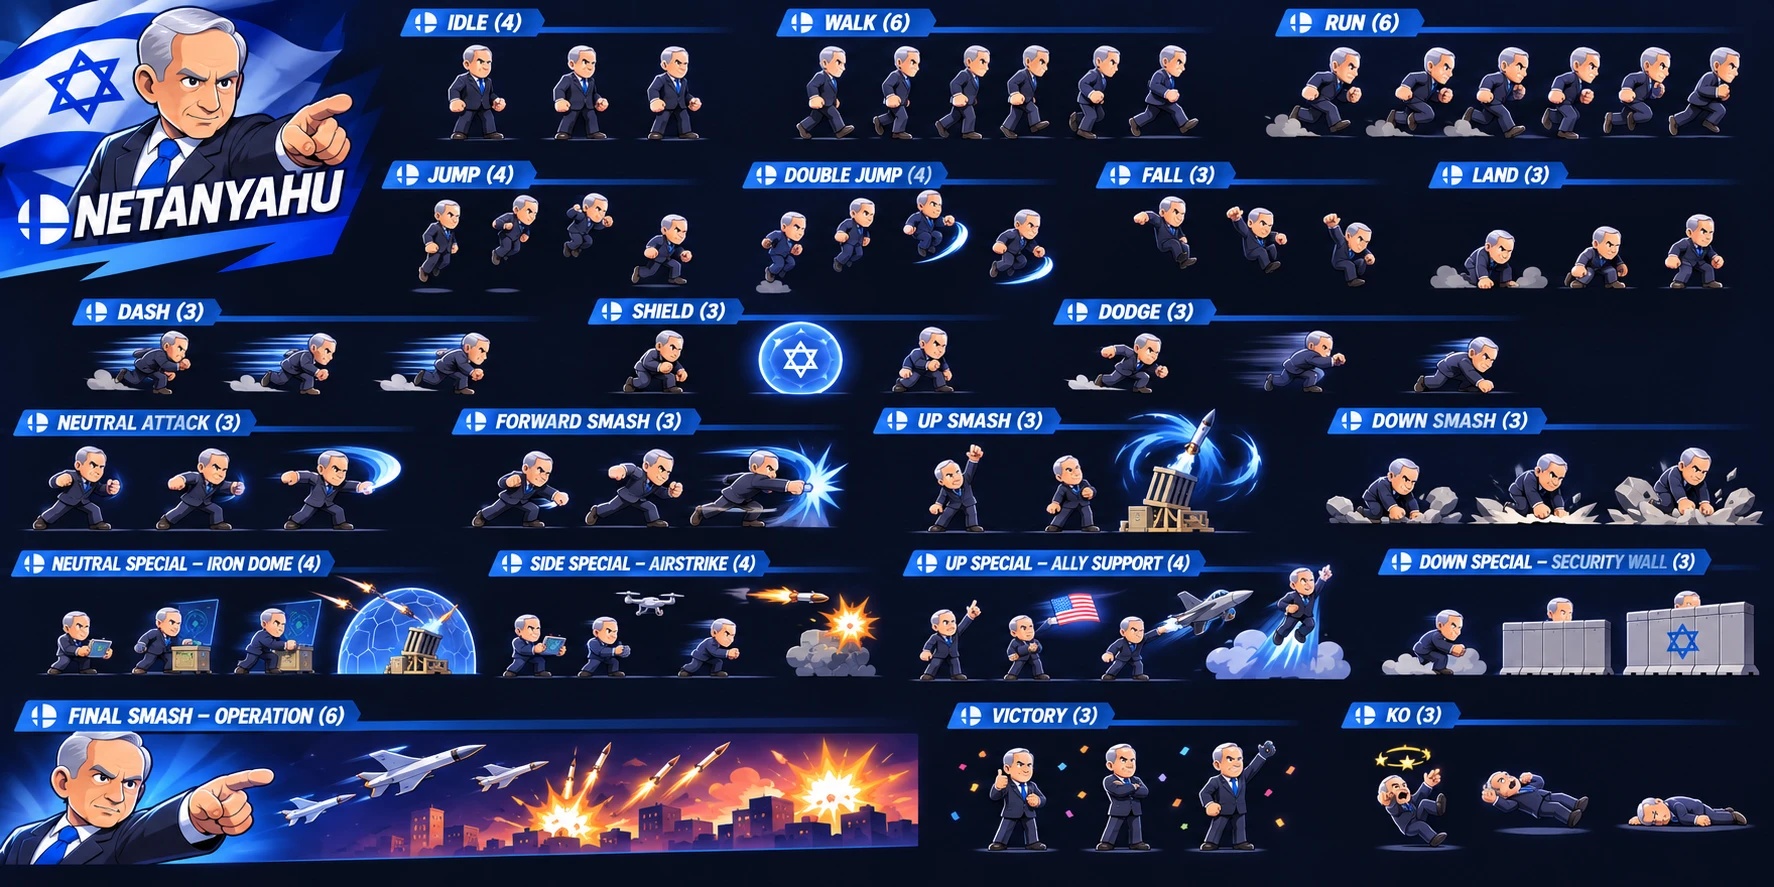 NETANYAHU
IDLE (4)
WALK (6)
RUN (6)
JUMP (4)
DOUBLE JUMP (4)
FALL (3)
LAND (3)
DASH (3)
SHIELD (3)
DODGE (3)
NEUTRAL ATTACK (3)
FORWARD SMASH (3)
UP SMASH (3)
DOWN SMASH (3)
NEUTRAL SPECIAL – IRON DOME (4)
SIDE SPECIAL – AIRSTRIKE (4)
UP SPECIAL – ALLY SUPPORT (4)
DOWN SPECIAL – SECURITY WALL (3)
FINAL SMASH – OPERATION (6)
VICTORY (3)
KO (3)